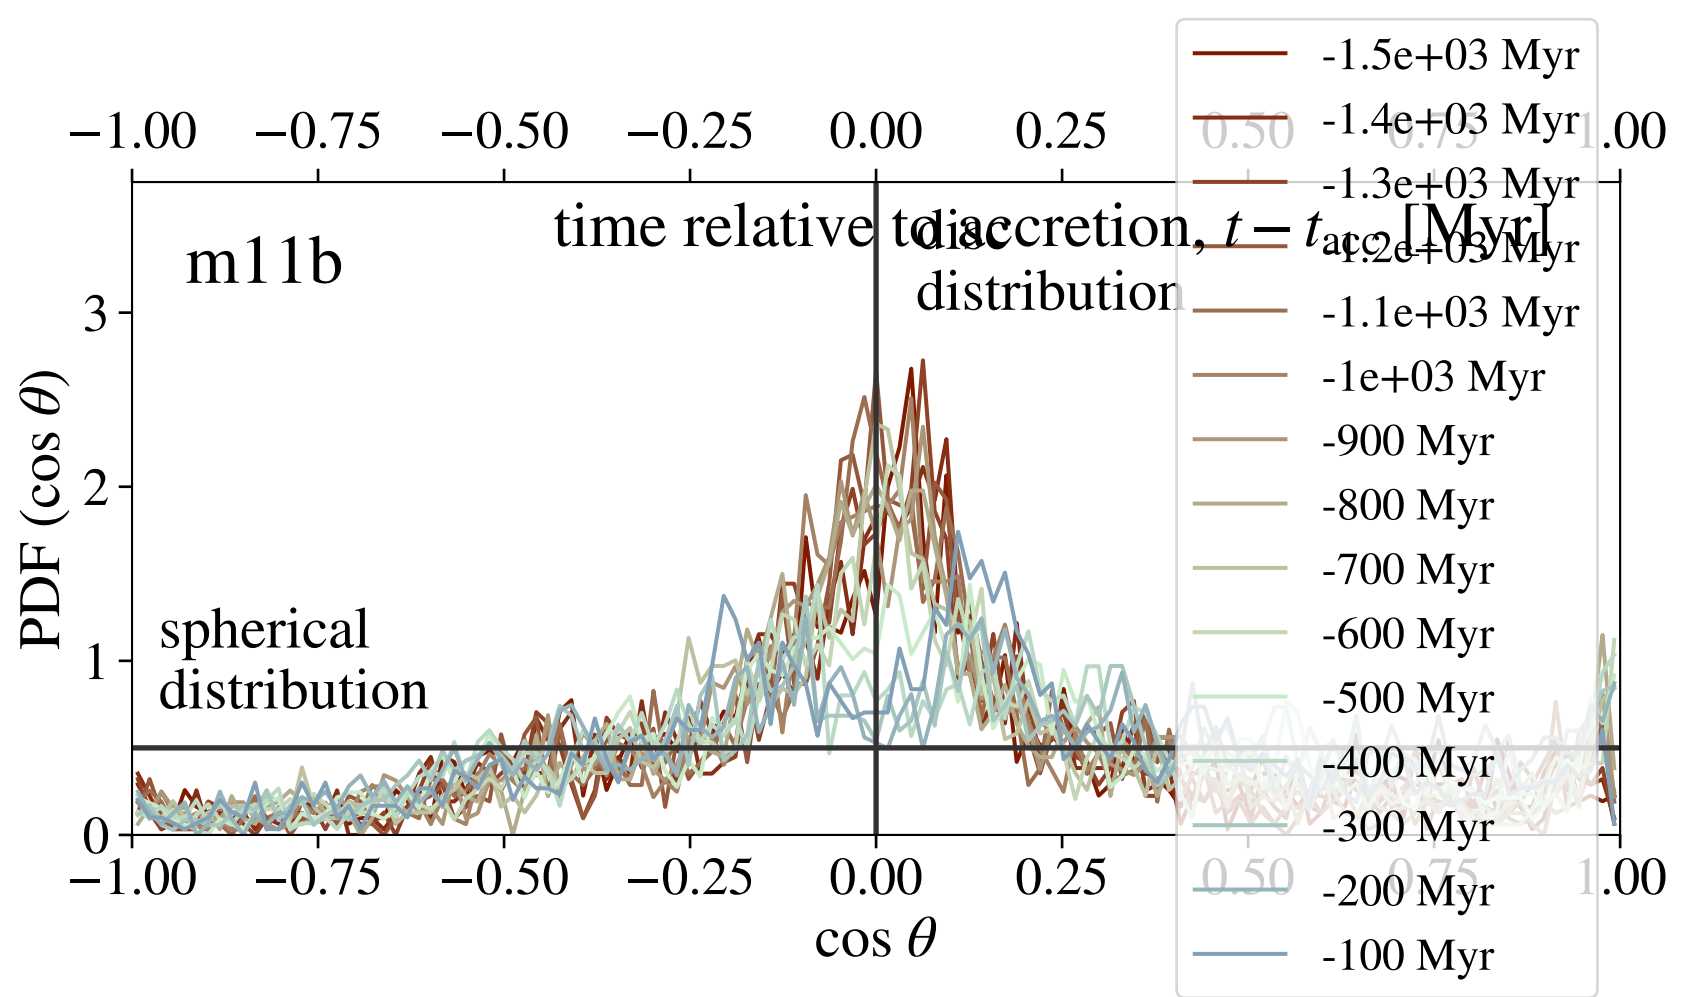 -1.5e+03 Myr
-1.4e+03 Myr
-1.3e+03 Myr
-1.2e+03 Myr
-1.1e+03 Myr
-1e+03 Myr
-900 Myr
-800 Myr
-700 Myr
-600 Myr
-500 Myr
-400 Myr
-300 Myr
-200 Myr
-100 Myr
−1.00 −0.75 −0.50 −0.25 0.00 0.25 0.50 0.75 1.00
time relative to accretion, t − tacc [Myr]
m11b
disc
distribution
spherical
distribution
PDF (cos θ)
3
2
1
0
−1.00 −0.75 −0.50 −0.25 0.00 0.25 0.50 0.75 1.00
cos θ